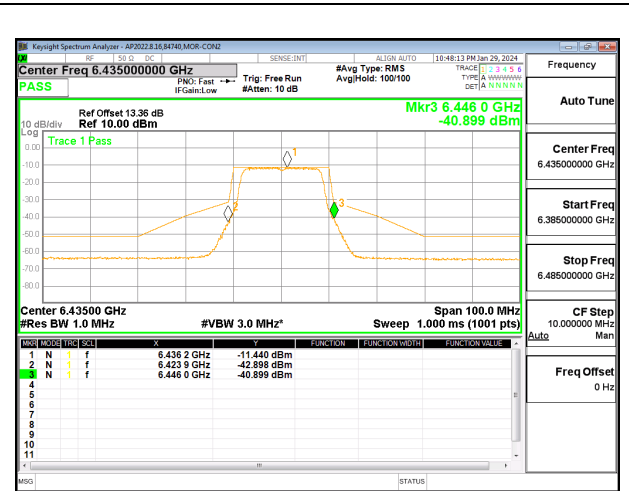 Keysight Spectrum Analyzer - AP2022.8.16,84740,MOR-CON2
RF 50 Ω DC SENSE:INT ALIGN AUTO 10:48:13 PM Jan 29, 2024
Center Freq 6.435000000 GHz
PNO: Fast
IFGain:Low
Trig: Free Run
#Atten: 10 dB
#Avg Type: RMS
Avg|Hold: 100/100
TRACE 1 2 3 4 5 6
TYPE A WWWWW
DET A N N N N N
PASS
Ref Offset 13.36 dB
Ref 10.00 dBm
10 dB/div
Log
Mkr3 6.446 0 GHz
-40.899 dBm
Trace 1 Pass
0.00
-10.0
-20.0
-30.0
-40.0
-50.0
-60.0
-70.0
-80.0
1
2
3
Center 6.43500 GHz Span 100.0 MHz
#Res BW 1.0 MHz #VBW 3.0 MHz* Sweep 1.000 ms (1001 pts)
MKR MODE TRC SCL X Y FUNCTION FUNCTION WIDTH FUNCTION VALUE
1 N 1 f 6.436 2 GHz -11.440 dBm
2 N 1 f 6.423 9 GHz -42.898 dBm
3 N 1 f 6.446 0 GHz -40.899 dBm
4
5
6
7
8
9
10
11
MSG STATUS
Frequency
Auto Tune
Center Freq
6.435000000 GHz
Start Freq
6.385000000 GHz
Stop Freq
6.485000000 GHz
CF Step
10.000000 MHz
Auto Man
Freq Offset
0 Hz